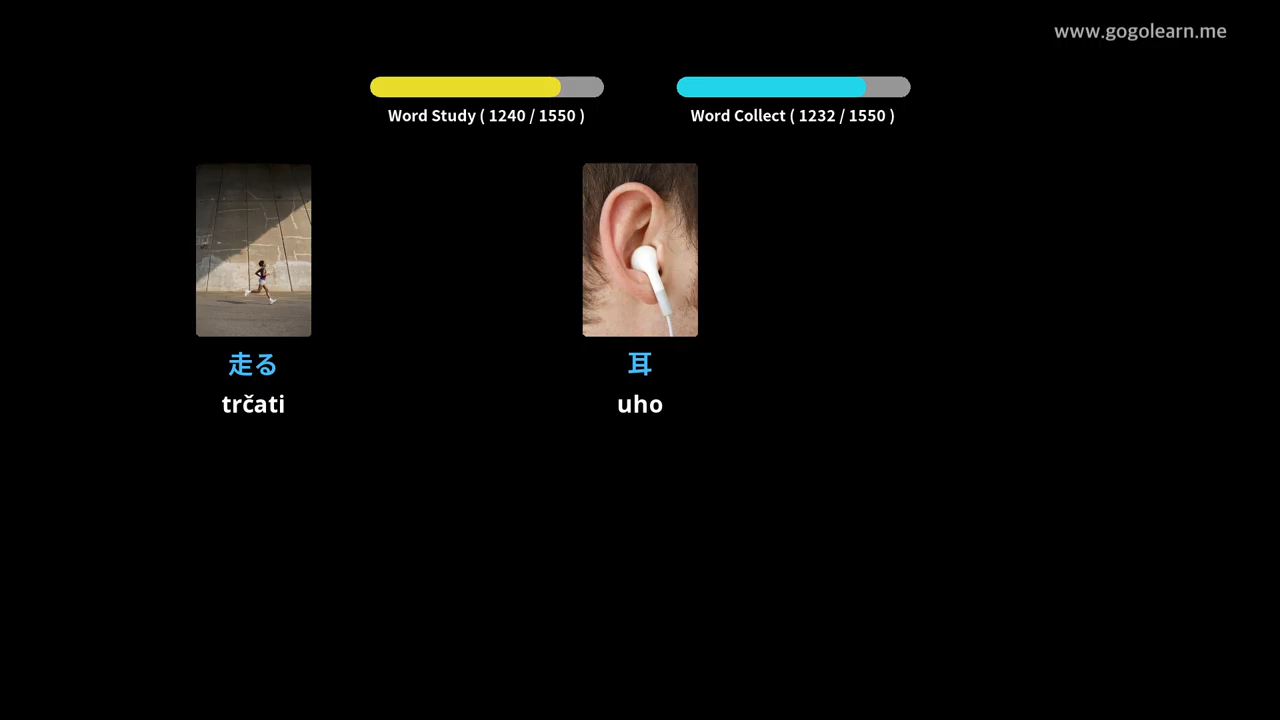 www.gogolearn.me
Word Study ( 1240 / 1550 )
Word Collect ( 1232 / 1550 )
走る
trčati
耳
uho